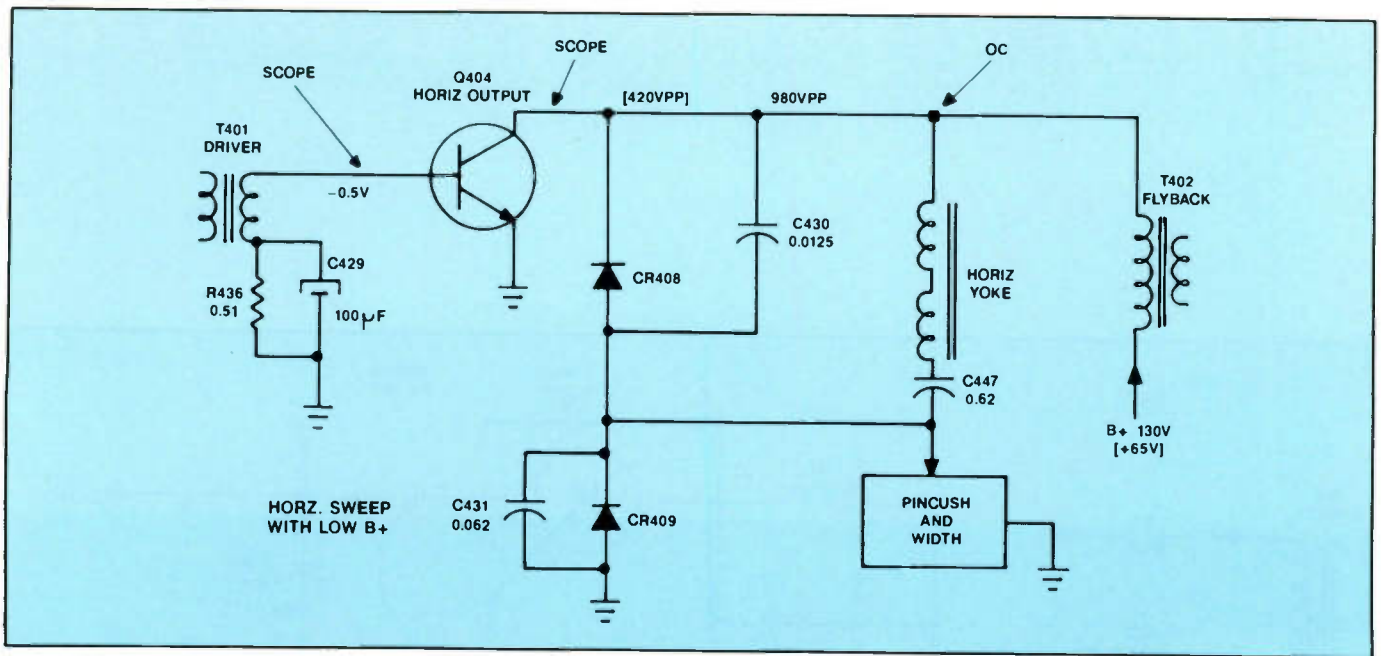 SCOPE
SCOPE
OC
Q404
HORIZ OUTPUT
[420VPP]
980VPP
T401
DRIVER
-0.5V
T402
FLYBACK
C430
0.0125
C429
100μF
R436
0.51
CR408
HORIZ
YOKE
C447
0.62
B+ 130V
[+65V]
HORZ. SWEEP
WITH LOW B+
C431
0.062
CR409
PINCUSH
AND
WIDTH